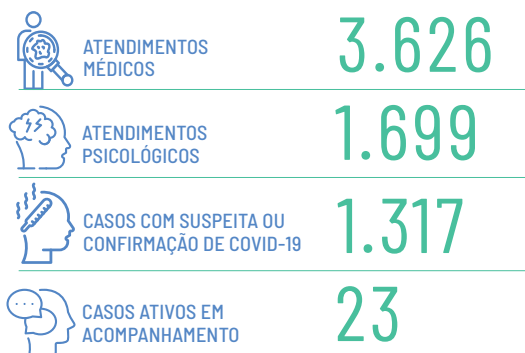 ATENDIMENTOS
MÉDICOS
3.626
ATENDIMENTOS
PSICOLÓGICOS
1.699
CASOS COM SUSPEITA OU
CONFIRMAÇÃO DE COVID-19
1.317
CASOS ATIVOS EM
ACOMPANHAMENTO
23